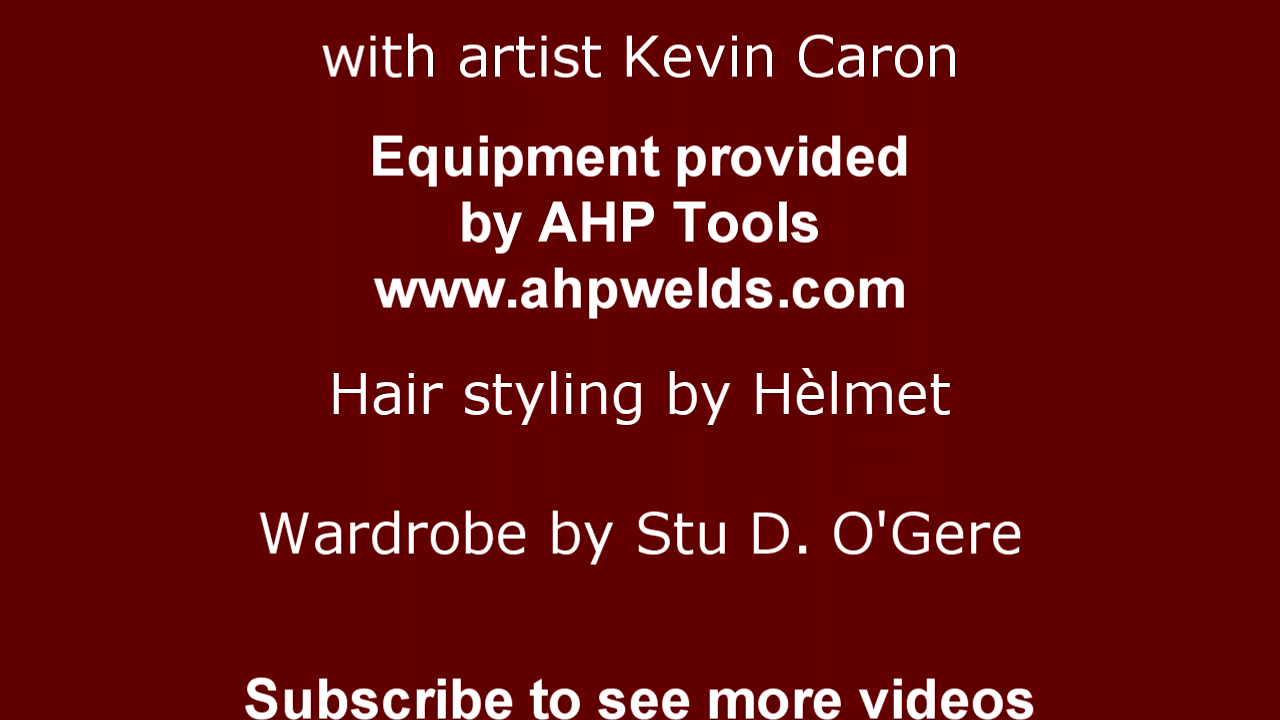 with artist Kevin Caron
Equipment provided
by AHP Tools
www.ahpwelds.com
Hair styling by Hèlmet
Wardrobe by Stu D. O'Gere
Subscribe to see more videos